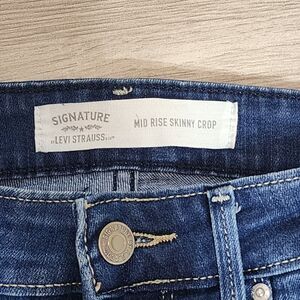 SIGNATURE
MID RISE SKINNY CROP
LEVI STRAUSS